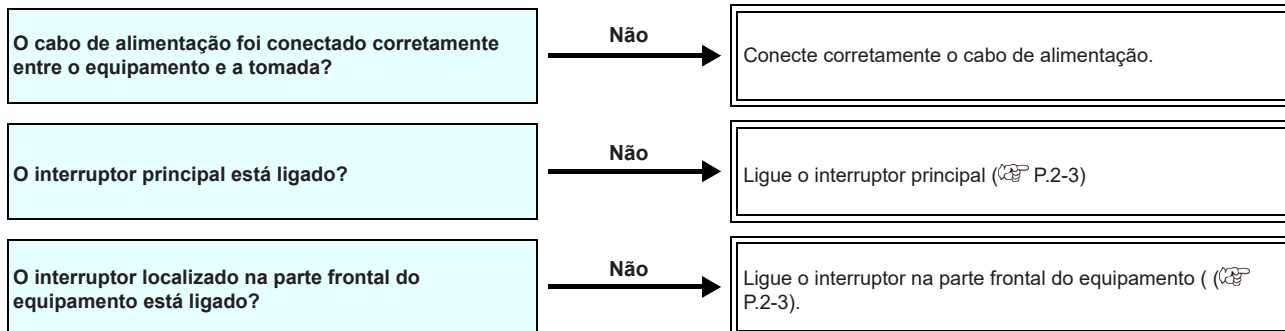 O cabo de alimentação foi conectado corretamente
entre o equipamento e a tomada?
Não
Conecte corretamente o cabo de alimentação.
O interruptor principal está ligado?
Não
Ligue o interruptor principal (☞ P.2-3)
O interruptor localizado na parte frontal do
equipamento está ligado?
Não
Ligue o interruptor na parte frontal do equipamento ( (☞
P.2-3).